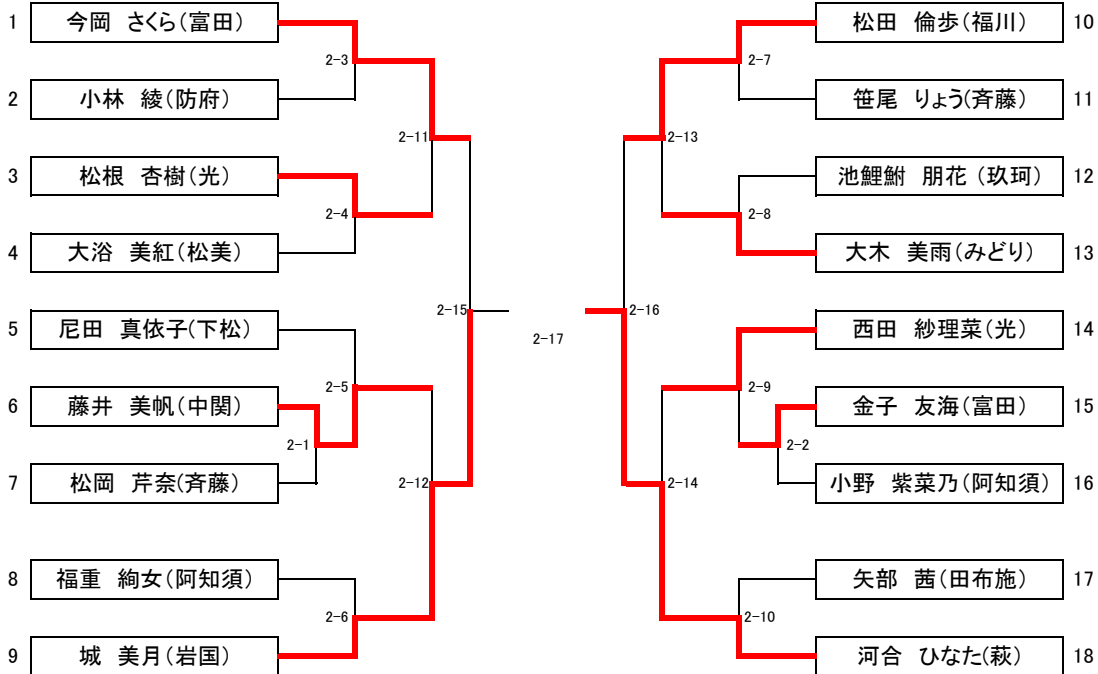 1 今岡 さくら(富田)
2 小林 綾(防府)
3 松根 杏樹(光)
4 大浴 美紅(松美)
5 尼田 真依子(下松)
6 藤井 美帆(中関)
7 松岡 芹奈(斉藤)
8 福重 絢女(阿知須)
9 城 美月(岩国)
2-3
2-4
2-5
2-1
2-6
2-11
2-12
2-15
2-17
2-16
2-13
2-14
2-7
2-8
2-9
2-2
2-10
松田 倫歩(福川) 10
笹尾 りょう(斉藤) 11
池鯉鮒 朋花 (玖珂) 12
大木 美雨(みどり) 13
西田 紗理菜(光) 14
金子 友海(富田) 15
小野 紫菜乃(阿知須) 16
矢部 茜(田布施) 17
河合 ひなた(萩) 18